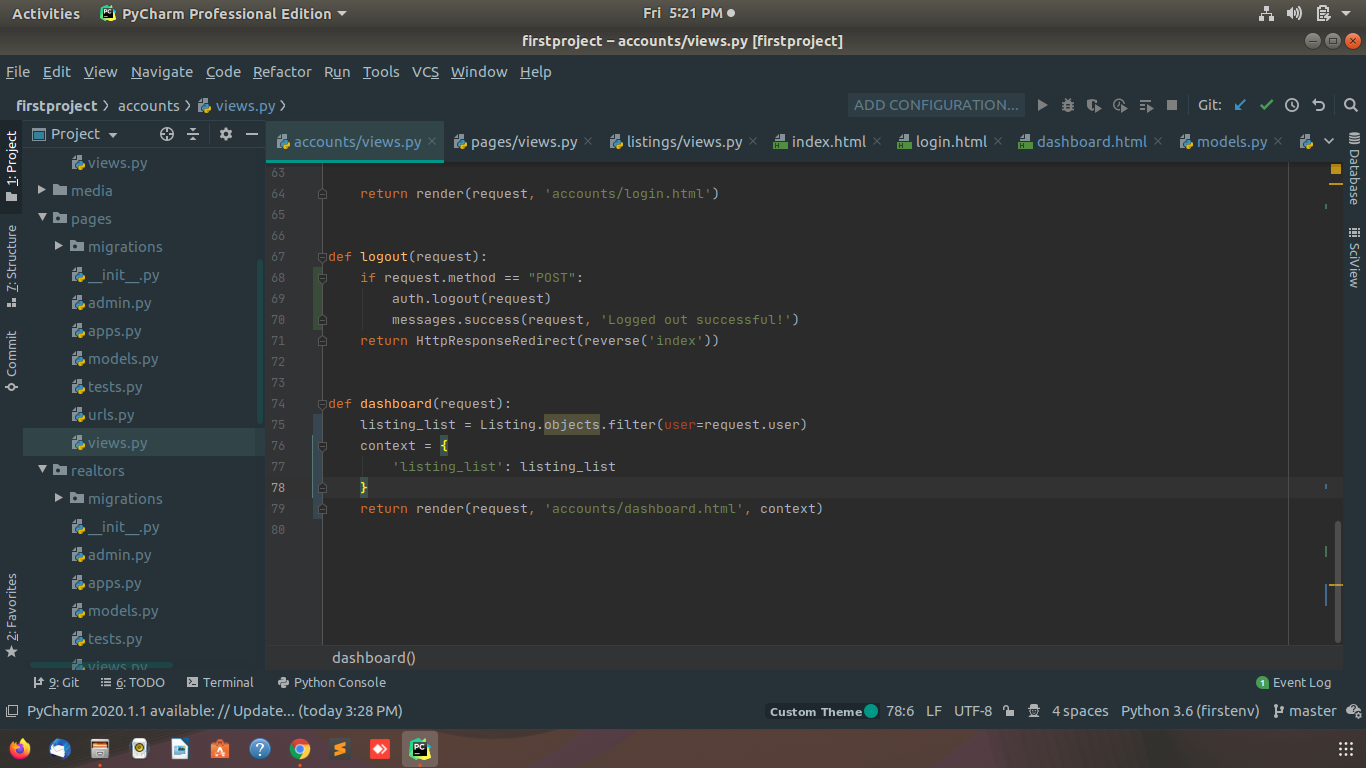 Activities PyCharm Professional Edition Fri 5:21 PM
firstproject – accounts/views.py [firstproject]
File Edit View Navigate Code Refactor Run Tools VCS Window Help
firstproject accounts views.py ADD CONFIGURATION... Git:
1: Project
7: Structure
Commit
2: Favorites
Project
views.py
media
pages
migrations
__init__.py
admin.py
apps.py
models.py
tests.py
urls.py
views.py
realtors
migrations
__init__.py
admin.py
apps.py
models.py
tests.py
views.py
accounts/views.py pages/views.py listings/views.py index.html login.html dashboard.html models.py
63
64 return render(request, 'accounts/login.html')
65
66
67 def logout(request):
68 if request.method == "POST":
69 auth.logout(request)
70 messages.success(request, 'Logged out successful!')
71 return HttpResponseRedirect(reverse('index'))
72
73
74 def dashboard(request):
75 listing_list = Listing.objects.filter(user=request.user)
76 context = {
77 'listing_list': listing_list
78 }
79 return render(request, 'accounts/dashboard.html', context)
80
dashboard()
Database
SciView
9: Git 6: TODO Terminal Python Console 1 Event Log
PyCharm 2020.1.1 available: // Update... (today 3:28 PM) Custom Theme 78:6 LF UTF-8 4 spaces Python 3.6 (firstenv) master